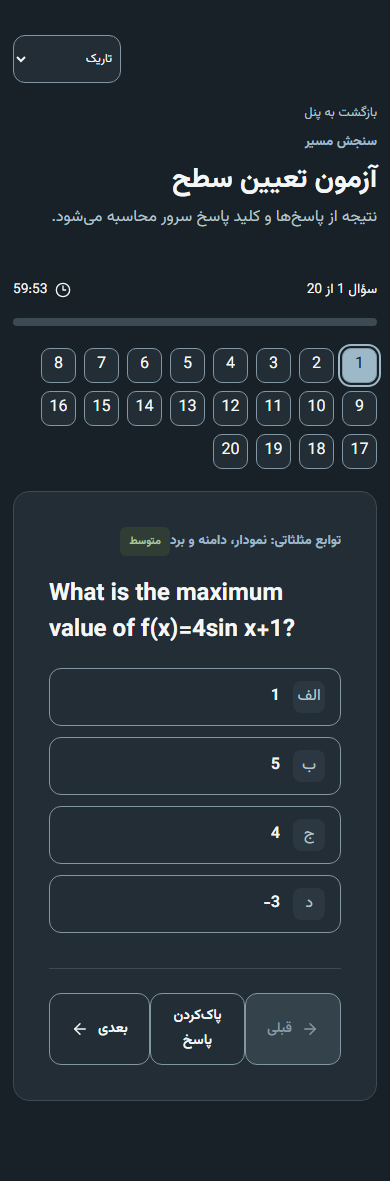 تاریک
بازگشت به پنل
سنجش مسیر
آزمون تعیین سطح
نتیجه از پاسخ‌ها و کلید پاسخ سرور محاسبه می‌شود.
سؤال 1 از 20
59:53
1 2 3 4 5 6 7 8
9 10 11 12 13 14 15 16
17 18 19 20
توابع مثلثاتی: نمودار، دامنه و برد
متوسط
What is the maximum
value of f(x)=4sin x+1?
الف 1
ب 5
ج 4
د -3
قبلی
پاک‌کردن
پاسخ
بعدی